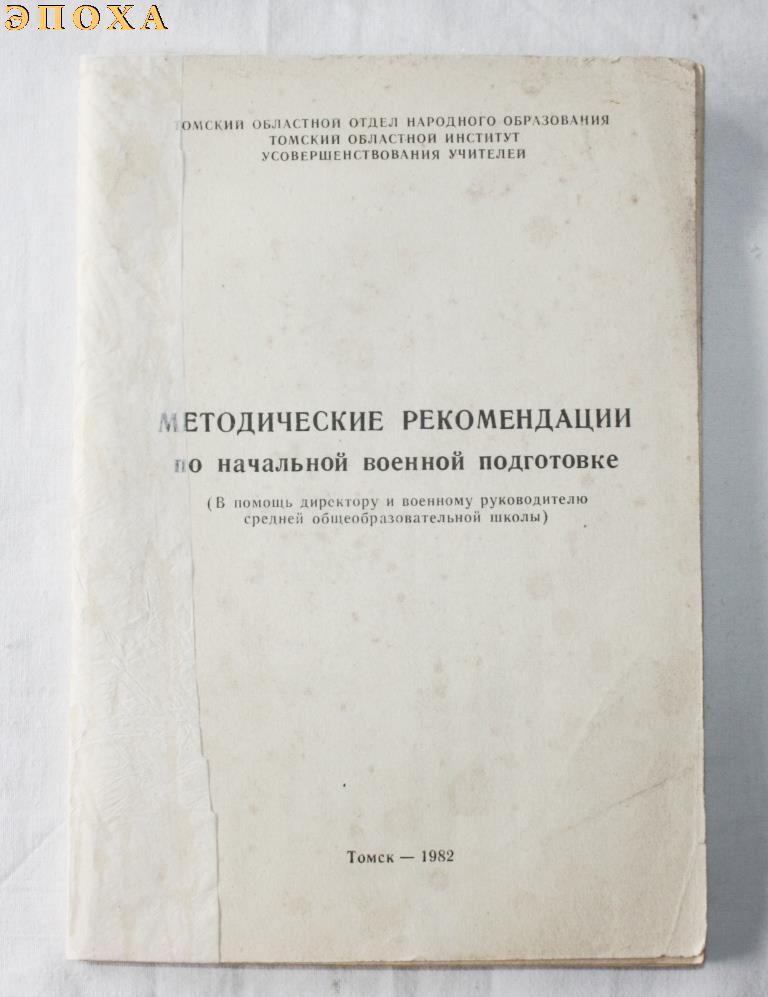 ЭПОХА
ТОМСКИЙ ОБЛАСТНОЙ ОТДЕЛ НАРОДНОГО ОБРАЗОВАНИЯ
ТОМСКИЙ ОБЛАСТНОЙ ИНСТИТУТ
УСОВЕРШЕНСТВОВАНИЯ УЧИТЕЛЕЙ
МЕТОДИЧЕСКИЕ РЕКОМЕНДАЦИИ
по начальной военной подготовке
(В помощь директору и военному руководителю
средней общеобразовательной школы)
Томск — 1982